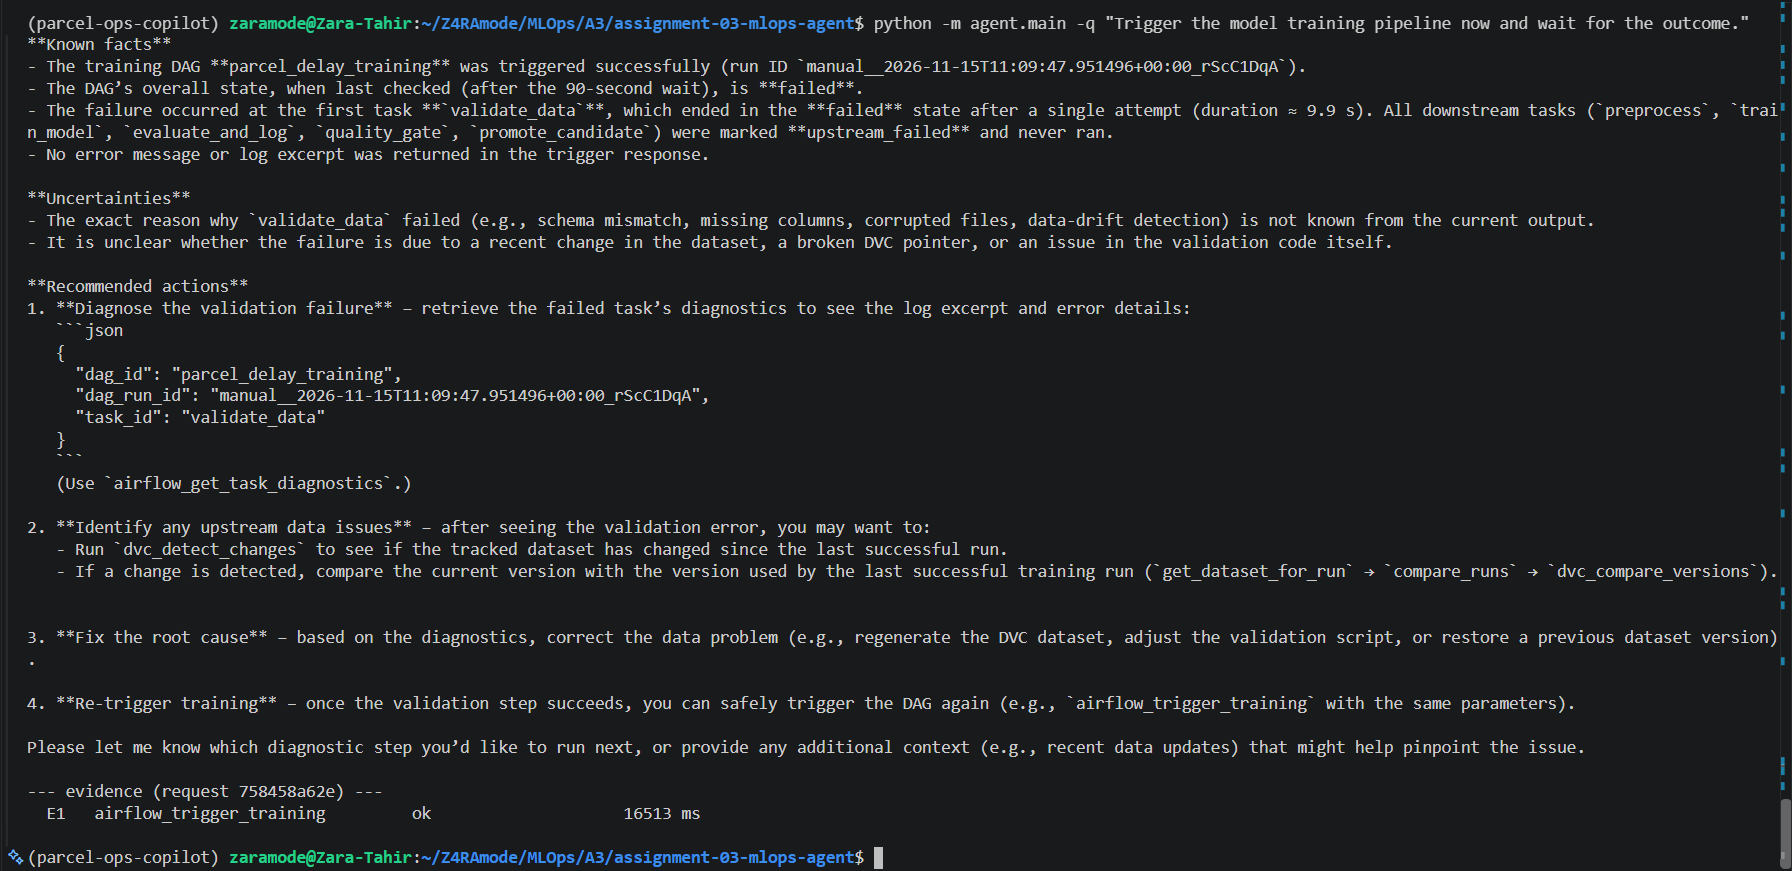 (parcel-ops-copilot) zaramode@Zara-Tahir:~/Z4RAmode/MLOps/A3/assignment-03-mlops-agent$ python -m agent.main -q "Trigger the model training pipeline now and wait for the outcome."
**Known facts**
- The training DAG **parcel_delay_training** was triggered successfully (run ID `manual__2026-11-15T11:09:47.951496+00:00_rScC1DqA`).
- The DAG’s overall state, when last checked (after the 90-second wait), is **failed**.
- The failure occurred at the first task **`validate_data`**, which ended in the **failed** state after a single attempt (duration ≈ 9.9 s). All downstream tasks (`preprocess`, `trai
n_model`, `evaluate_and_log`, `quality_gate`, `promote_candidate`) were marked **upstream_failed** and never ran.
- No error message or log excerpt was returned in the trigger response.

**Uncertainties**
- The exact reason why `validate_data` failed (e.g., schema mismatch, missing columns, corrupted files, data-drift detection) is not known from the current output.
- It is unclear whether the failure is due to a recent change in the dataset, a broken DVC pointer, or an issue in the validation code itself.

**Recommended actions**
1. **Diagnose the validation failure** – retrieve the failed task’s diagnostics to see the log excerpt and error details:
   ```json
   {
     "dag_id": "parcel_delay_training",
     "dag_run_id": "manual__2026-11-15T11:09:47.951496+00:00_rScC1DqA",
     "task_id": "validate_data"
   }
   ```
   (Use `airflow_get_task_diagnostics`.)

2. **Identify any upstream data issues** – after seeing the validation error, you may want to:
   - Run `dvc_detect_changes` to see if the tracked dataset has changed since the last successful run.
   - If a change is detected, compare the current version with the version used by the last successful training run (`get_dataset_for_run` → `compare_runs` → `dvc_compare_versions`).

3. **Fix the root cause** – based on the diagnostics, correct the data problem (e.g., regenerate the DVC dataset, adjust the validation script, or restore a previous dataset version)
.

4. **Re-trigger training** – once the validation step succeeds, you can safely trigger the DAG again (e.g., `airflow_trigger_training` with the same parameters).

Please let me know which diagnostic step you’d like to run next, or provide any additional context (e.g., recent data updates) that might help pinpoint the issue.

--- evidence (request 758458a62e) ---
  E1   airflow_trigger_training         ok                    16513 ms

(parcel-ops-copilot) zaramode@Zara-Tahir:~/Z4RAmode/MLOps/A3/assignment-03-mlops-agent$